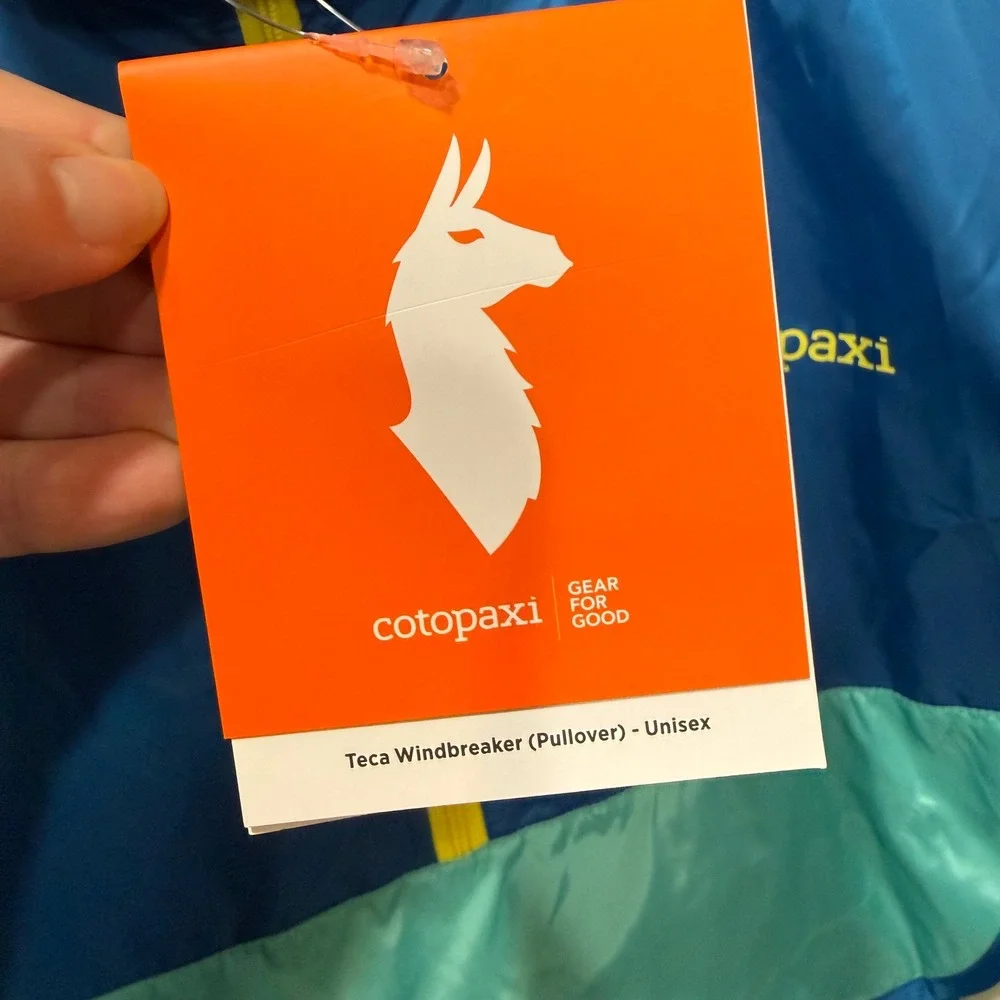 paxi
cotopaxi
GEAR
FOR
GOOD
Teca Windbreaker (Pullover) - Unisex